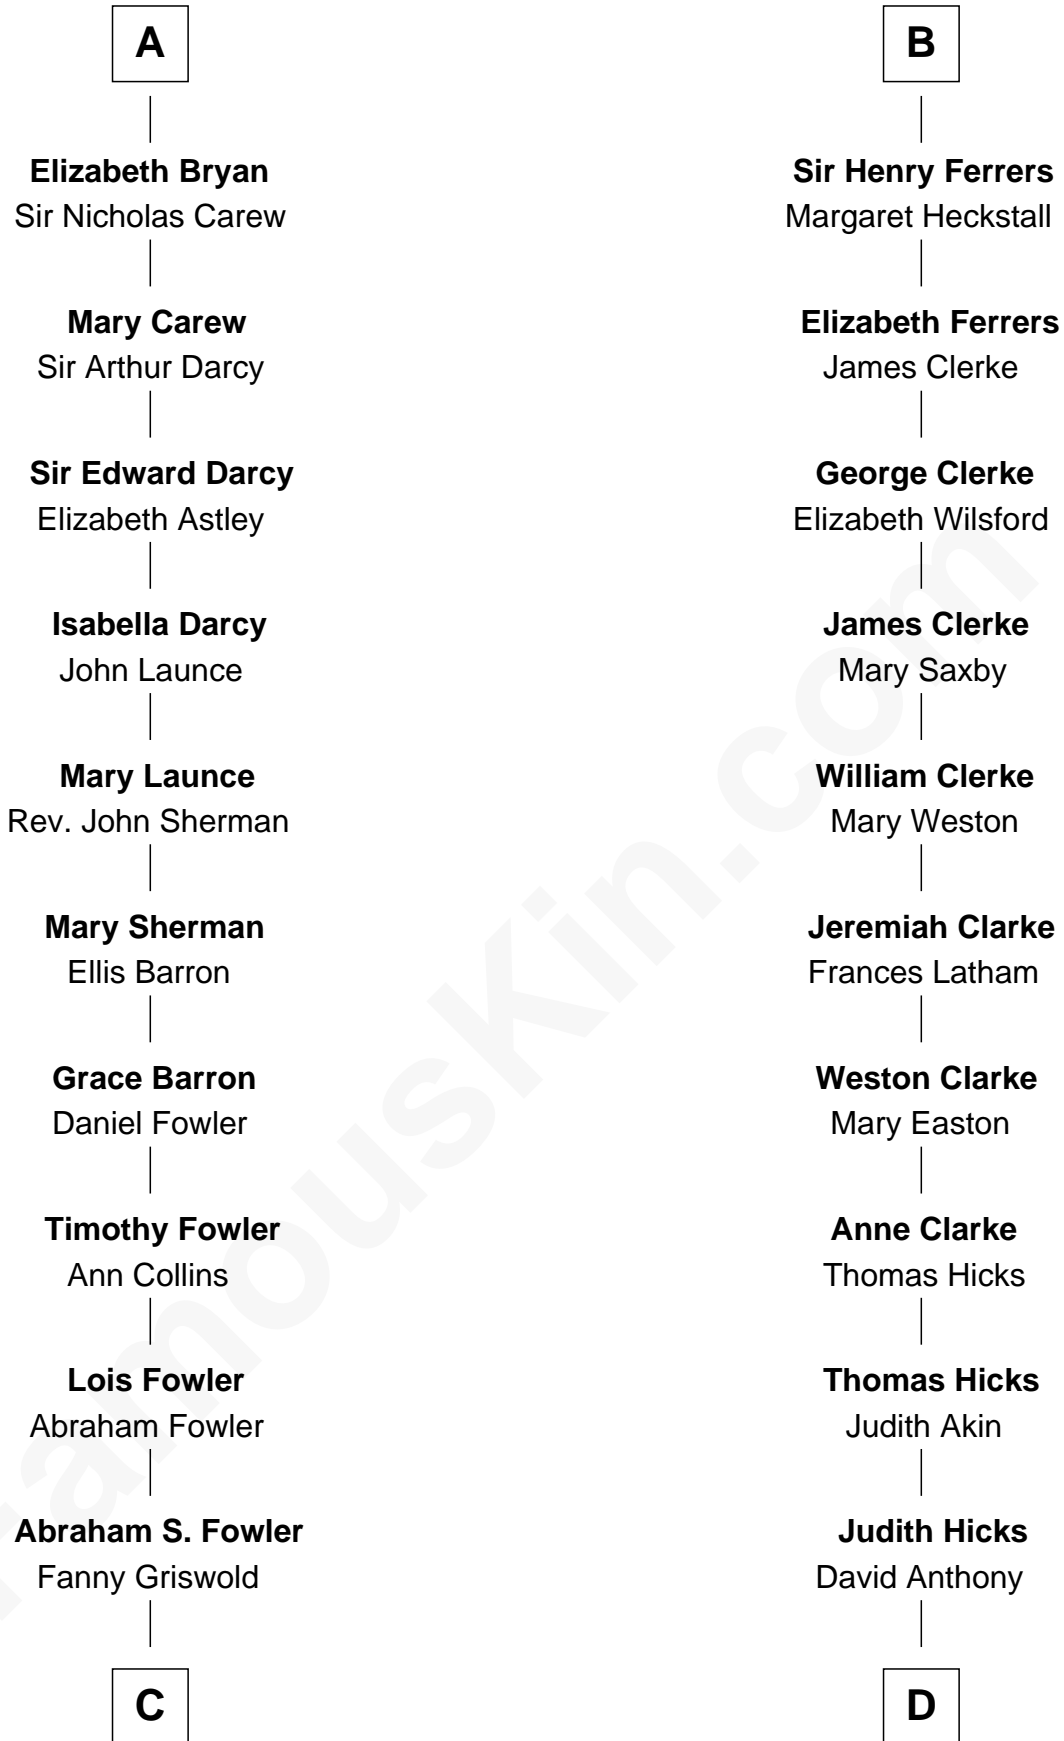 A
Elizabeth Bryan
Sir Nicholas Carew
Mary Carew
Sir Arthur Darcy
Sir Edward Darcy
Elizabeth Astley
Isabella Darcy
John Launce
Mary Launce
Rev. John Sherman
Mary Sherman
Ellis Barron
Grace Barron
Daniel Fowler
Timothy Fowler
Ann Collins
Lois Fowler
Abraham Fowler
Abraham S. Fowler
Fanny Griswold
C
B
Sir Henry Ferrers
Margaret Heckstall
Elizabeth Ferrers
James Clerke
George Clerke
Elizabeth Wilsford
James Clerke
Mary Saxby
William Clerke
Mary Weston
Jeremiah Clarke
Frances Latham
Weston Clarke
Mary Easton
Anne Clarke
Thomas Hicks
Thomas Hicks
Judith Akin
Judith Hicks
David Anthony
D
FamousKin.com